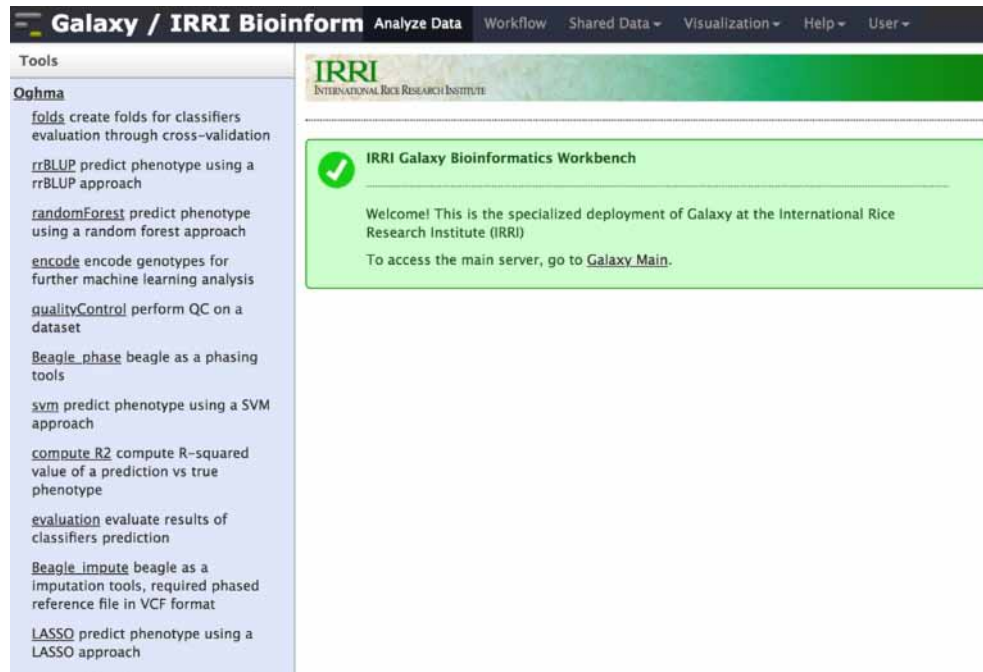 Galaxy / IRRI Bioinform
Analyze Data Workflow Shared Data Visualization Help User
Tools
Oghma
folds create folds for classifiers
evaluation through cross-validation
rrBLUP predict phenotype using a
rrBLUP approach
randomForest predict phenotype
using a random forest approach
encode encode genotypes for
further machine learning analysis
qualityControl perform QC on a
dataset
Beagle_phase beagle as a phasing
tools
svm predict phenotype using a SVM
approach
compute R2 compute R-squared
value of a prediction vs true
phenotype
evaluation evaluate results of
classifiers prediction
Beagle_impute beagle as a
imputation tools, required phased
reference file in VCF format
LASSO predict phenotype using a
LASSO approach
IRRI
INTERNATIONAL RICE RESEARCH INSTITUTE
IRRI Galaxy Bioinformatics Workbench
Welcome! This is the specialized deployment of Galaxy at the International Rice
Research Institute (IRRI)
To access the main server, go to Galaxy Main.